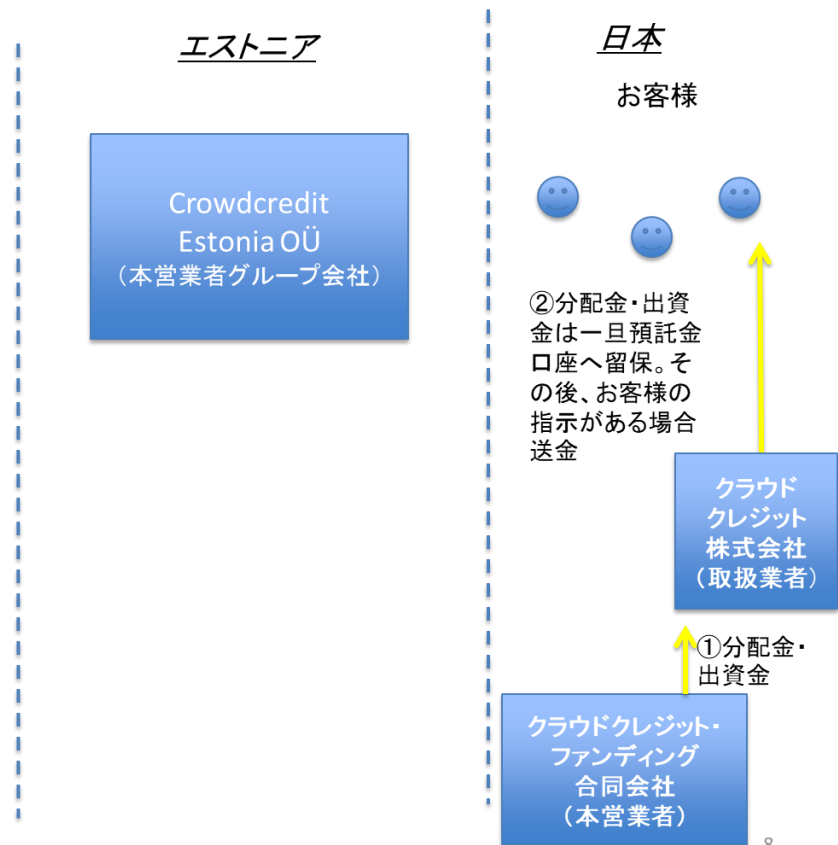 エストニア
日本
お客様
Crowdcredit
Estonia OÜ
（本営業者グループ会社）
②分配金・出資
金は一旦預託金
口座へ留保。そ
の後、お客様の
指示がある場合
送金
クラウド
クレジット
株式会社
（取扱業者）
①分配金・
出資金
クラウドクレジット・
ファンディング
合同会社
（本営業者）